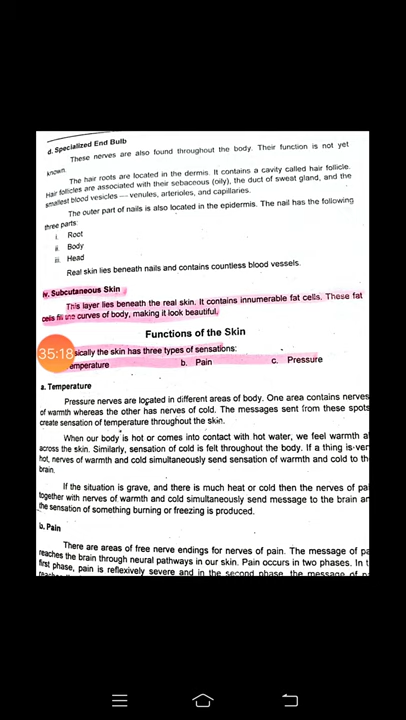 d. Specialized End Bulb
These nerves are also found throughout the body. Their function is not yet
known.
The hair roots are located in the dermis. It contains a cavity called hair follicle.
Hair follicles are associated with their sebaceous (oily), the duct of sweat gland, and the
smallest blood vesicles — venules, arterioles, and capillaries.
The outer part of nails is also located in the epidermis. The nail has the following
three parts:
i. Root
ii. Body
iii. Head
Real skin lies beneath nails and contains countless blood vessels.
iv. Subcutaneous Skin
This layer lies beneath the real skin. It contains innumerable fat cells. These fat
cells fill the curves of body, making it look beautiful.
Functions of the Skin
35:18
sically the skin has three types of sensations:
emperature b. Pain c. Pressure
a. Temperature
Pressure nerves are located in different areas of body. One area contains nerves
of warmth whereas the other has nerves of cold. The messages sent from these spots
create sensation of temperature throughout the skin.
When our body is hot or comes into contact with hot water, we feel warmth a
across the skin. Similarly, sensation of cold is felt throughout the body. If a thing is ver
hot, nerves of warmth and cold simultaneously send sensation of warmth and cold to th
brain.
If the situation is grave, and there is much heat or cold then the nerves of pa
together with nerves of warmth and cold simultaneously send message to the brain an
the sensation of something burning or freezing is produced.
b. Pain
There are areas of free nerve endings for nerves of pain. The message of pa
reaches the brain through neural pathways in our skin. Pain occurs in two phases. In t
first phase, pain is reflexively severe and in the second phase, the message of